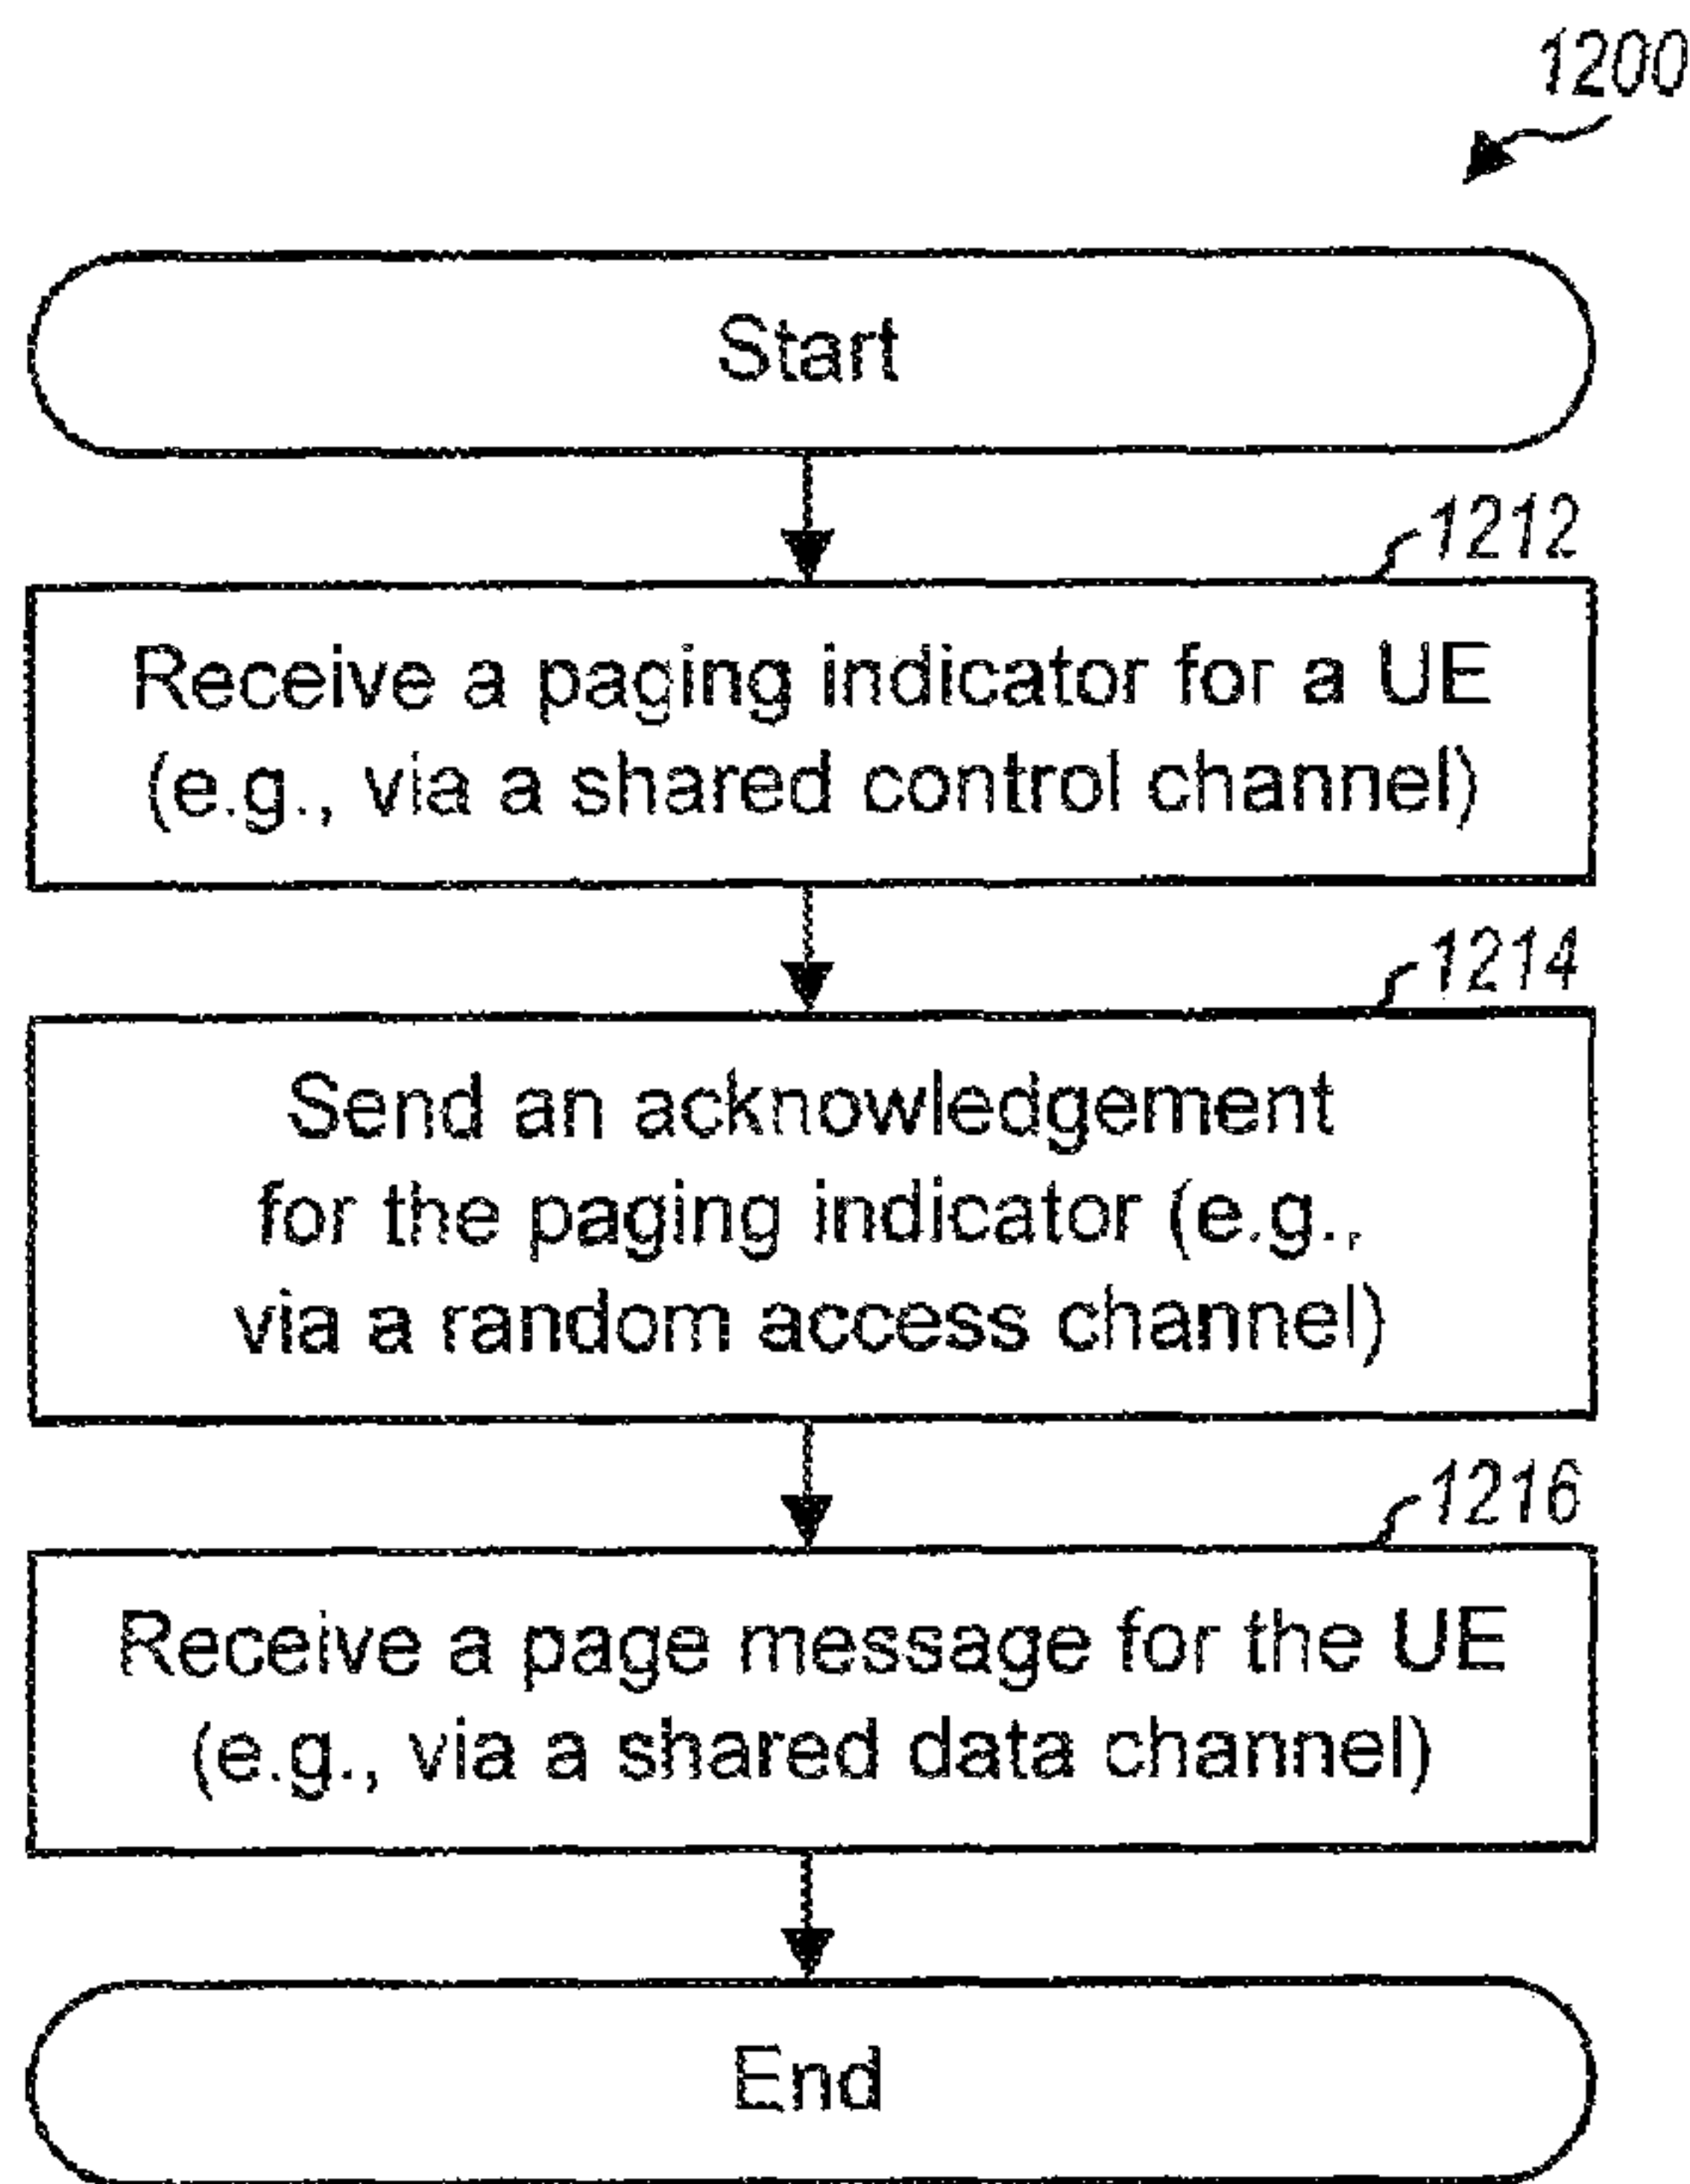 1200
Start
1212
Receive a paging indicator for a UE
(e.g., via a shared control channel)
1214
Send an acknowledgement
for the paging indicator (e.g.,
via a random access channel)
1216
Receive a page message for the UE
(e.g., via a shared data channel)
End